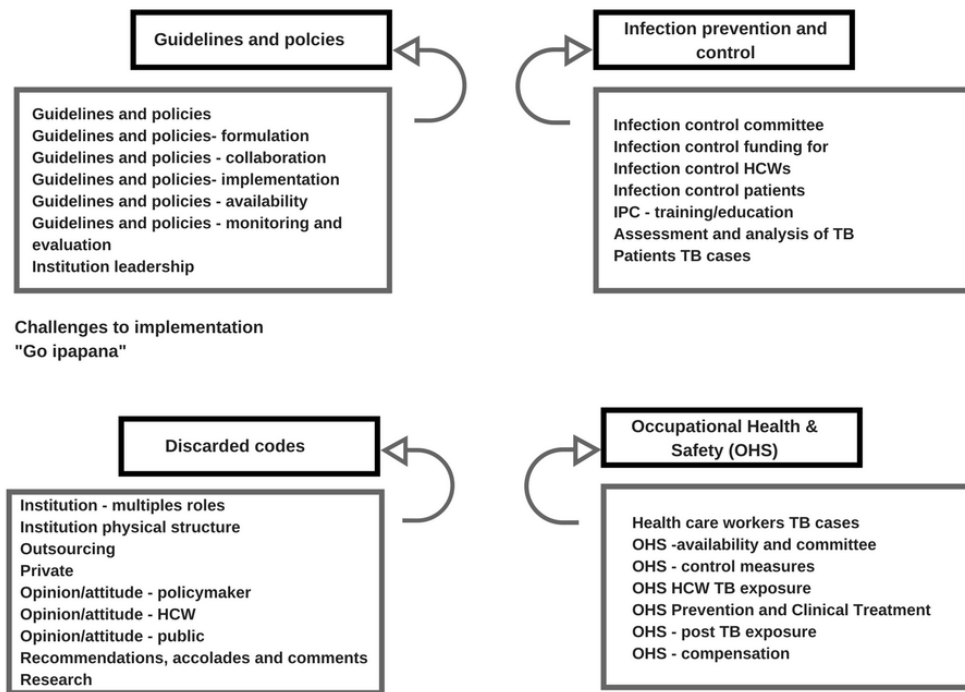 Guidelines and polcies
Guidelines and policies
Guidelines and policies- formulation
Guidelines and policies - collaboration
Guidelines and policies- implementation
Guidelines and policies - availability
Guidelines and policies - monitoring and
evaluation
Institution leadership
Infection prevention and
control
Infection control committee
Infection control funding for
Infection control HCWs
Infection control patients
IPC - training/education
Assessment and analysis of TB
Patients TB cases
Challenges to implementation
"Go ipapana"
Discarded codes
Institution - multiples roles
Institution physical structure
Outsourcing
Private
Opinion/attitude - policymaker
Opinion/attitude - HCW
Opinion/attitude - public
Recommendations, accolades and comments
Research
Occupational Health &
Safety (OHS)
Health care workers TB cases
OHS -availability and committee
OHS - control measures
OHS HCW TB exposure
OHS Prevention and Clinical Treatment
OHS - post TB exposure
OHS - compensation